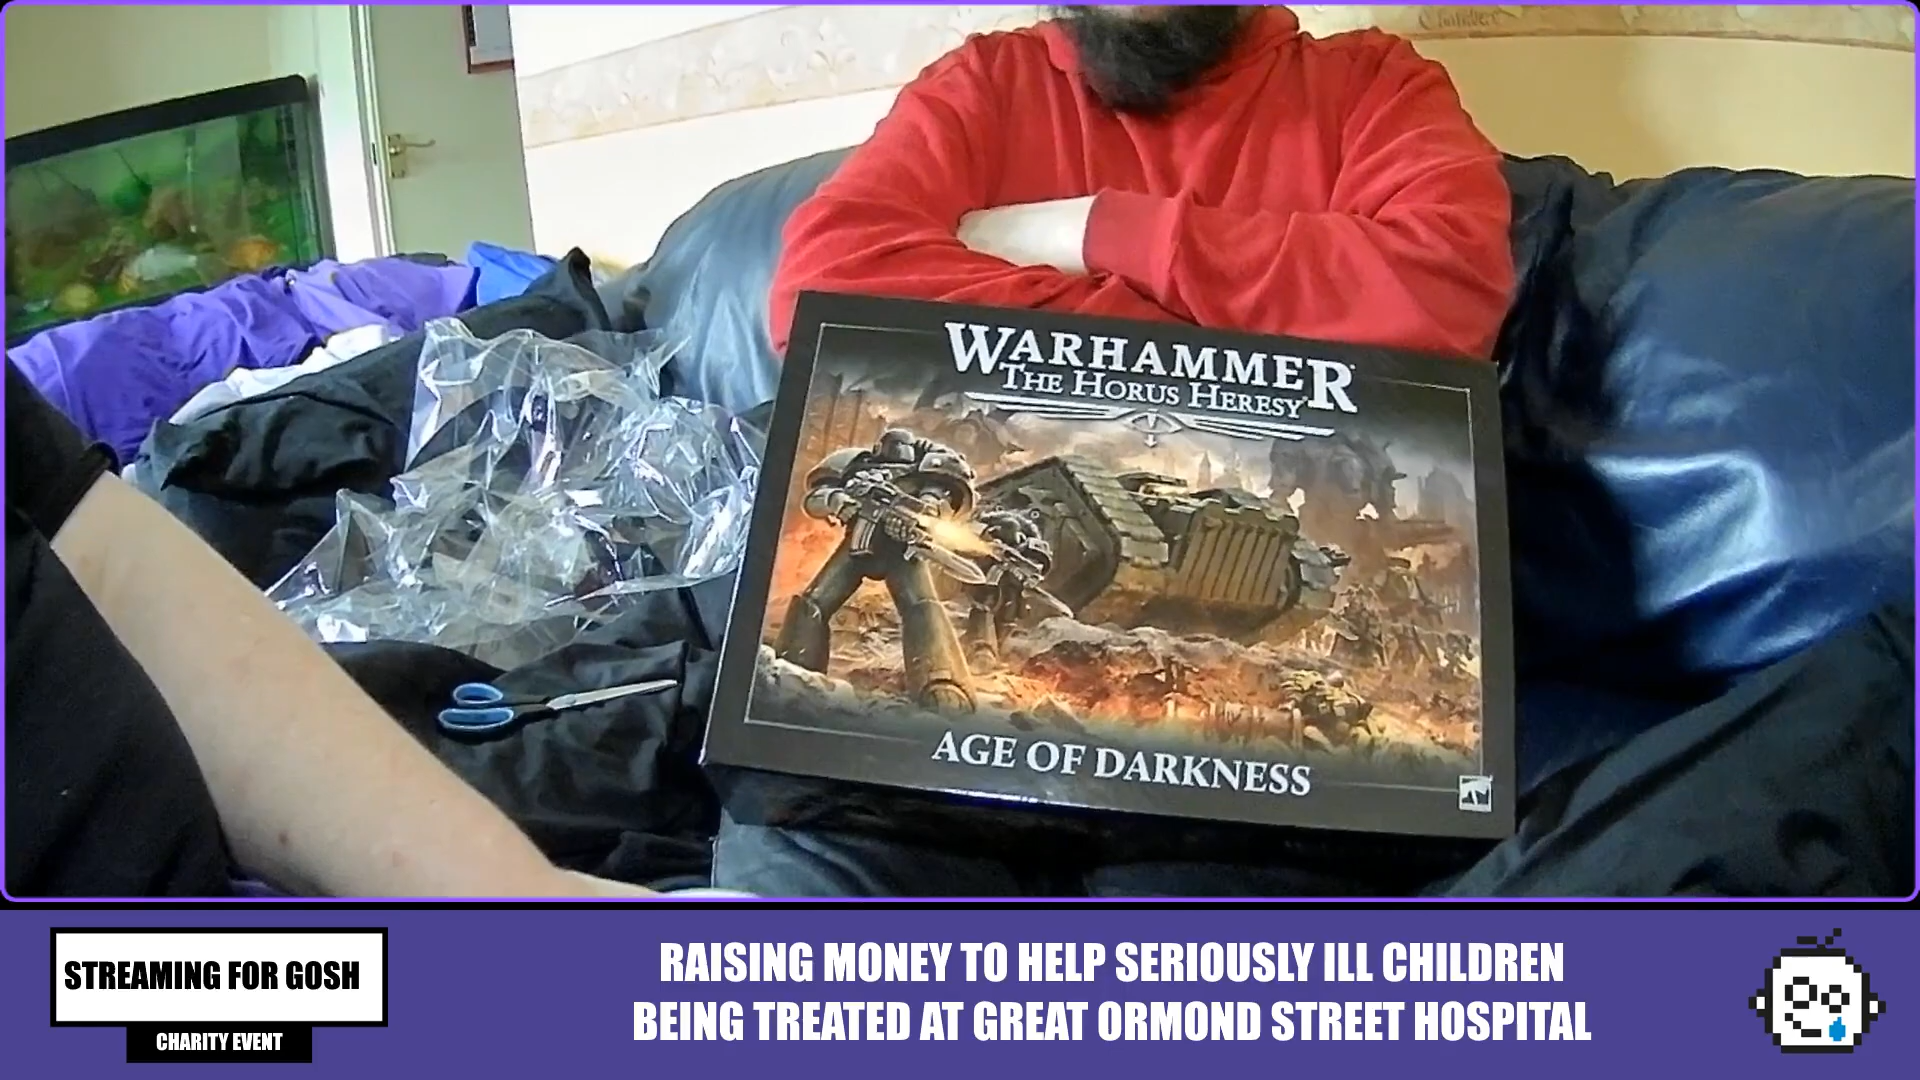 WARHAMMER
THE HORUS HERESY
AGE OF DARKNESS
STREAMING FOR GOSH
CHARITY EVENT
RAISING MONEY TO HELP SERIOUSLY ILL CHILDREN
BEING TREATED AT GREAT ORMOND STREET HOSPITAL